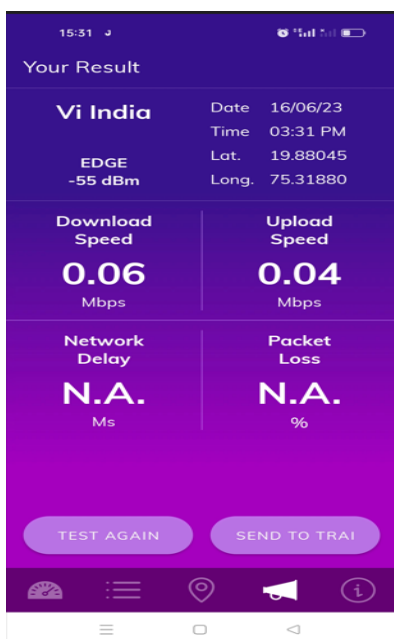 15:31
Your Result
Vi India
EDGE
-55 dBm
Date 16/06/23
Time 03:31 PM
Lat. 19.88045
Long. 75.31880
Download
Speed
0.06
Mbps
Upload
Speed
0.04
Mbps
Network
Delay
N.A.
Ms
Packet
Loss
N.A.
%
TEST AGAIN
SEND TO TRAI